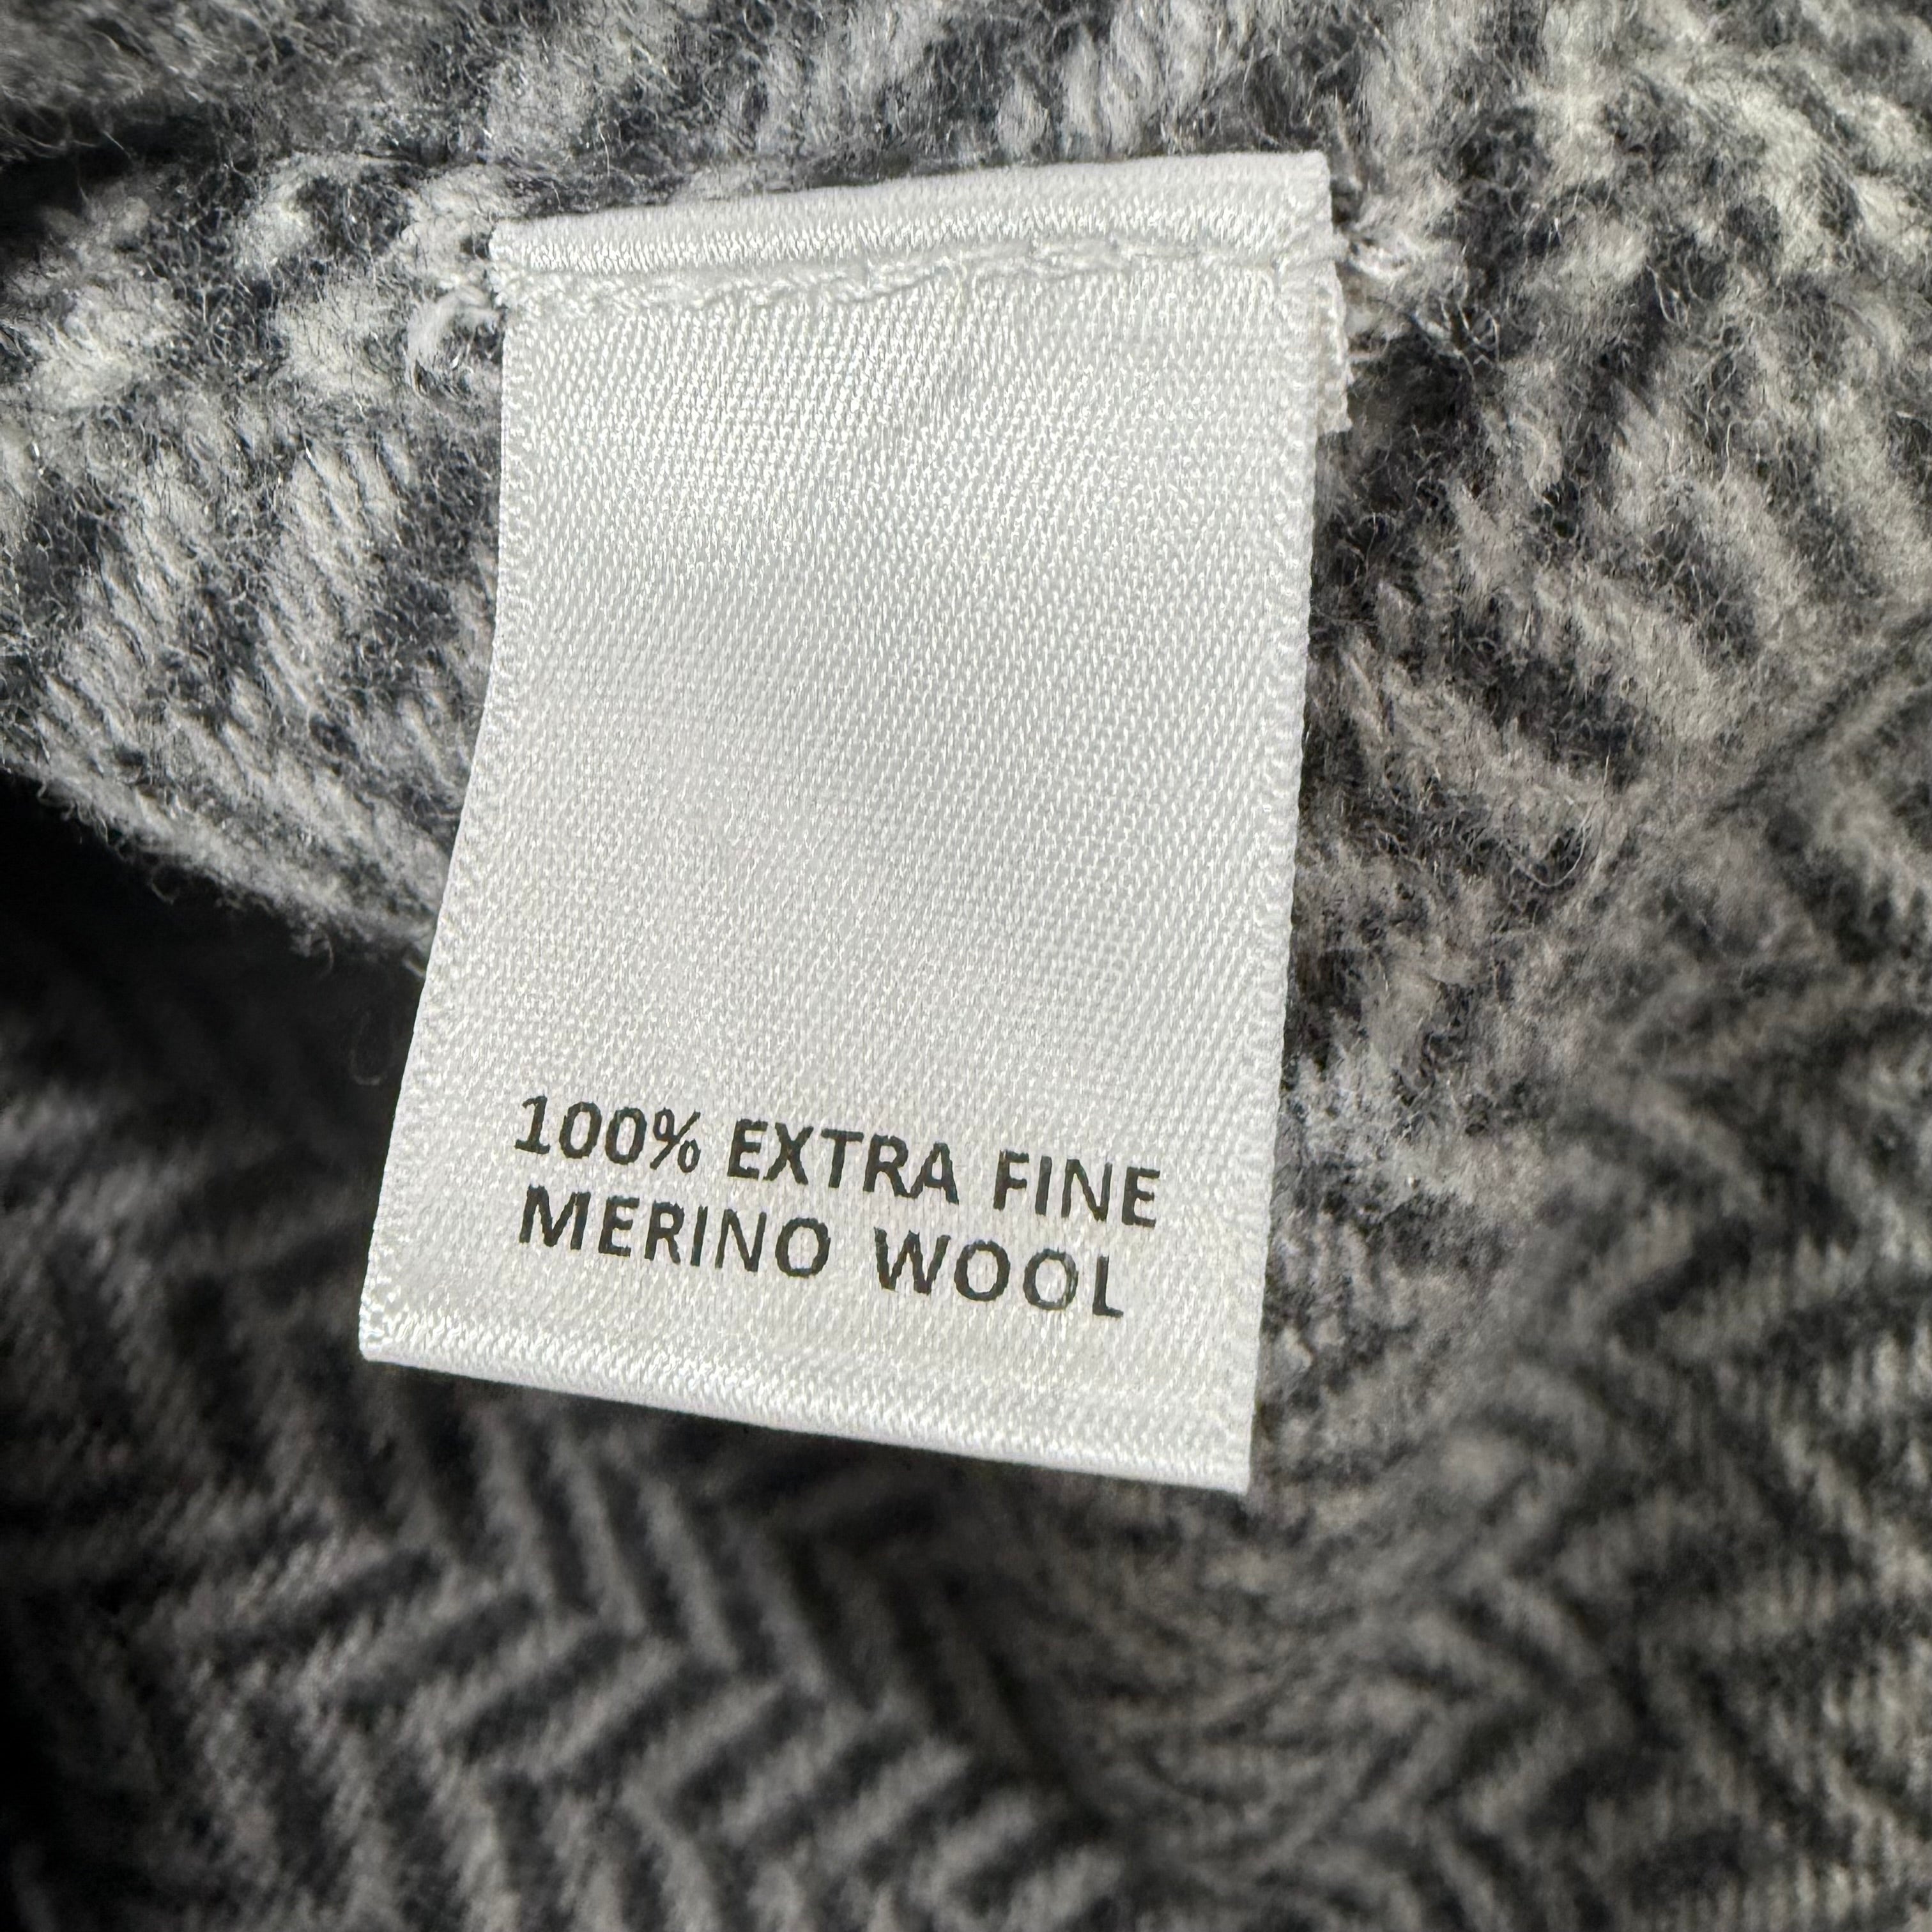 100% EXTRA FINE
MERINO WOOL